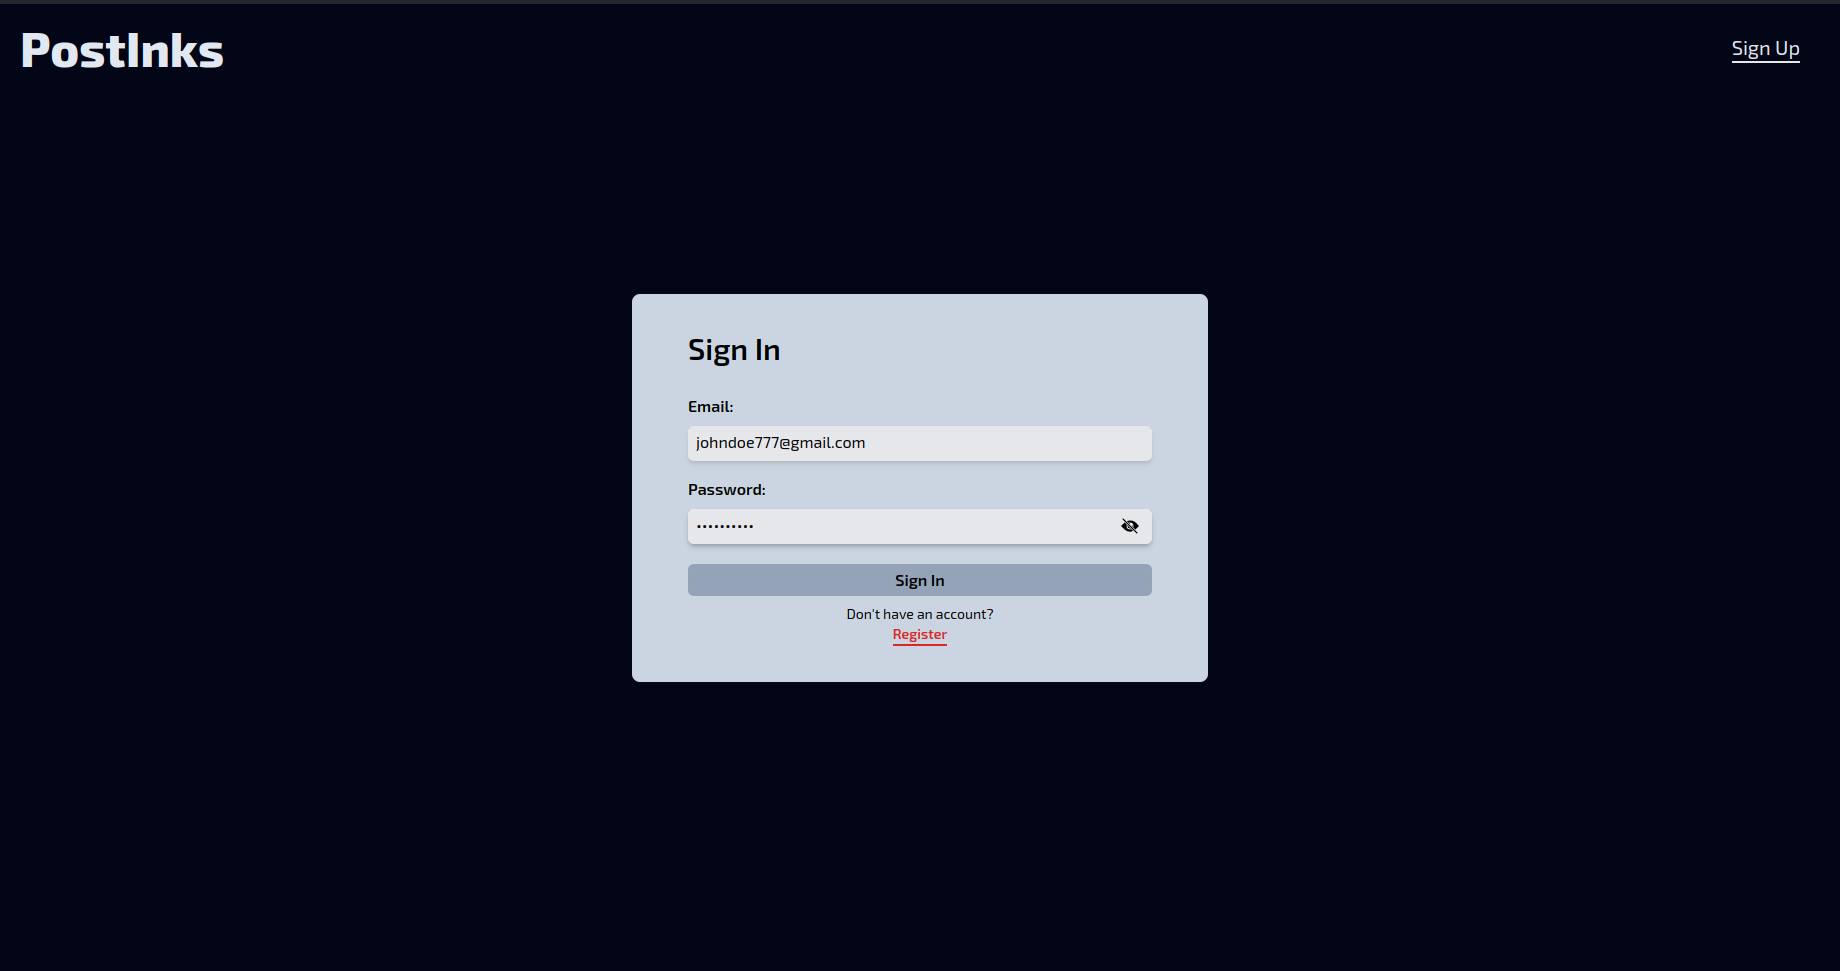 PostInks
Sign Up
Sign In
Email:
johndoe777@gmail.com
Password:
••••••••••
Sign In
Don't have an account?
Register